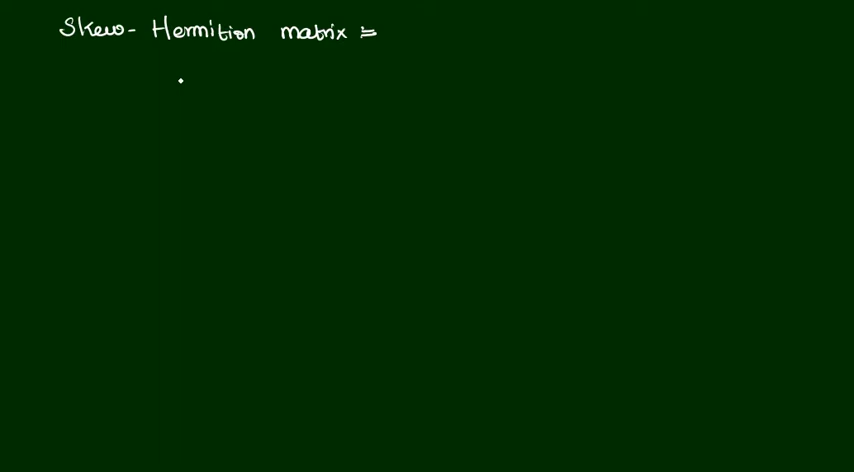 Skew- Hermition matrix =